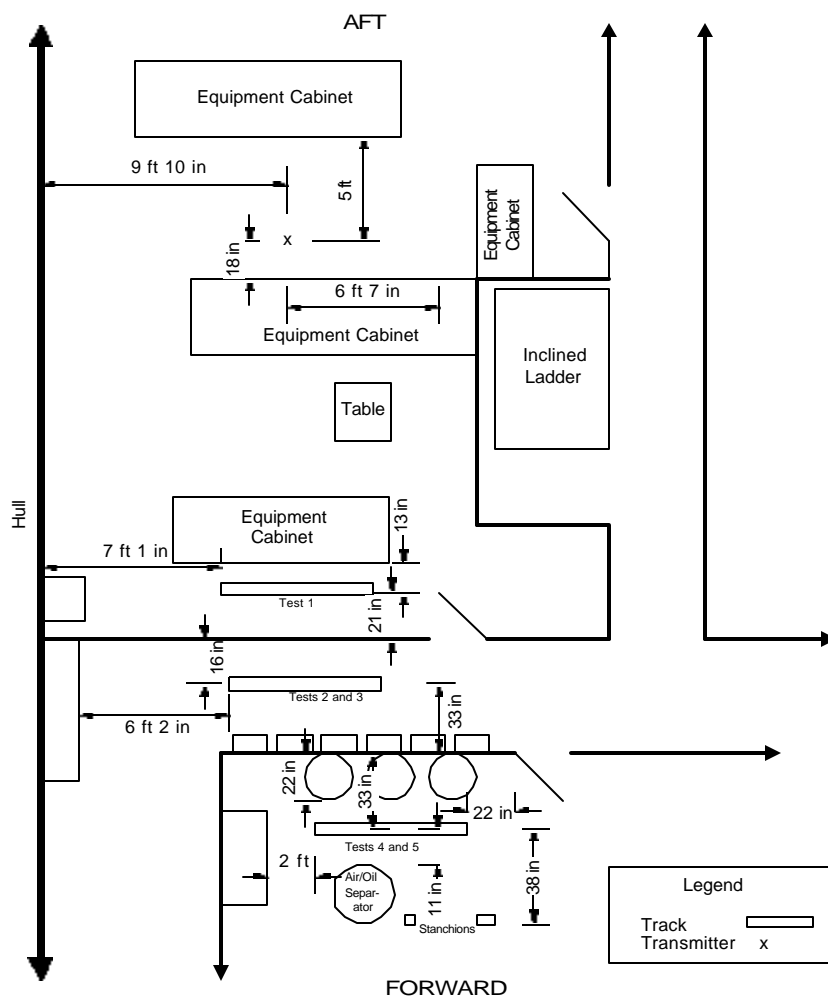 AFT
Equipment Cabinet
9 ft 10 in
5 ft
Equipment
Cabinet
x
18 in
6 ft 7 in
Equipment Cabinet
Inclined
Ladder
Table
Hull
Equipment
Cabinet
13 in
7 ft 1 in
Test 1
21 in
16 in
Tests 2 and 3
6 ft 2 in
33 in
22 in
33 in
22 in
Tests 4 and 5
2 ft
Air/Oil
Separ-
ator
11 in
38 in
Stanchions
Legend
Track
Transmitter x
FORWARD